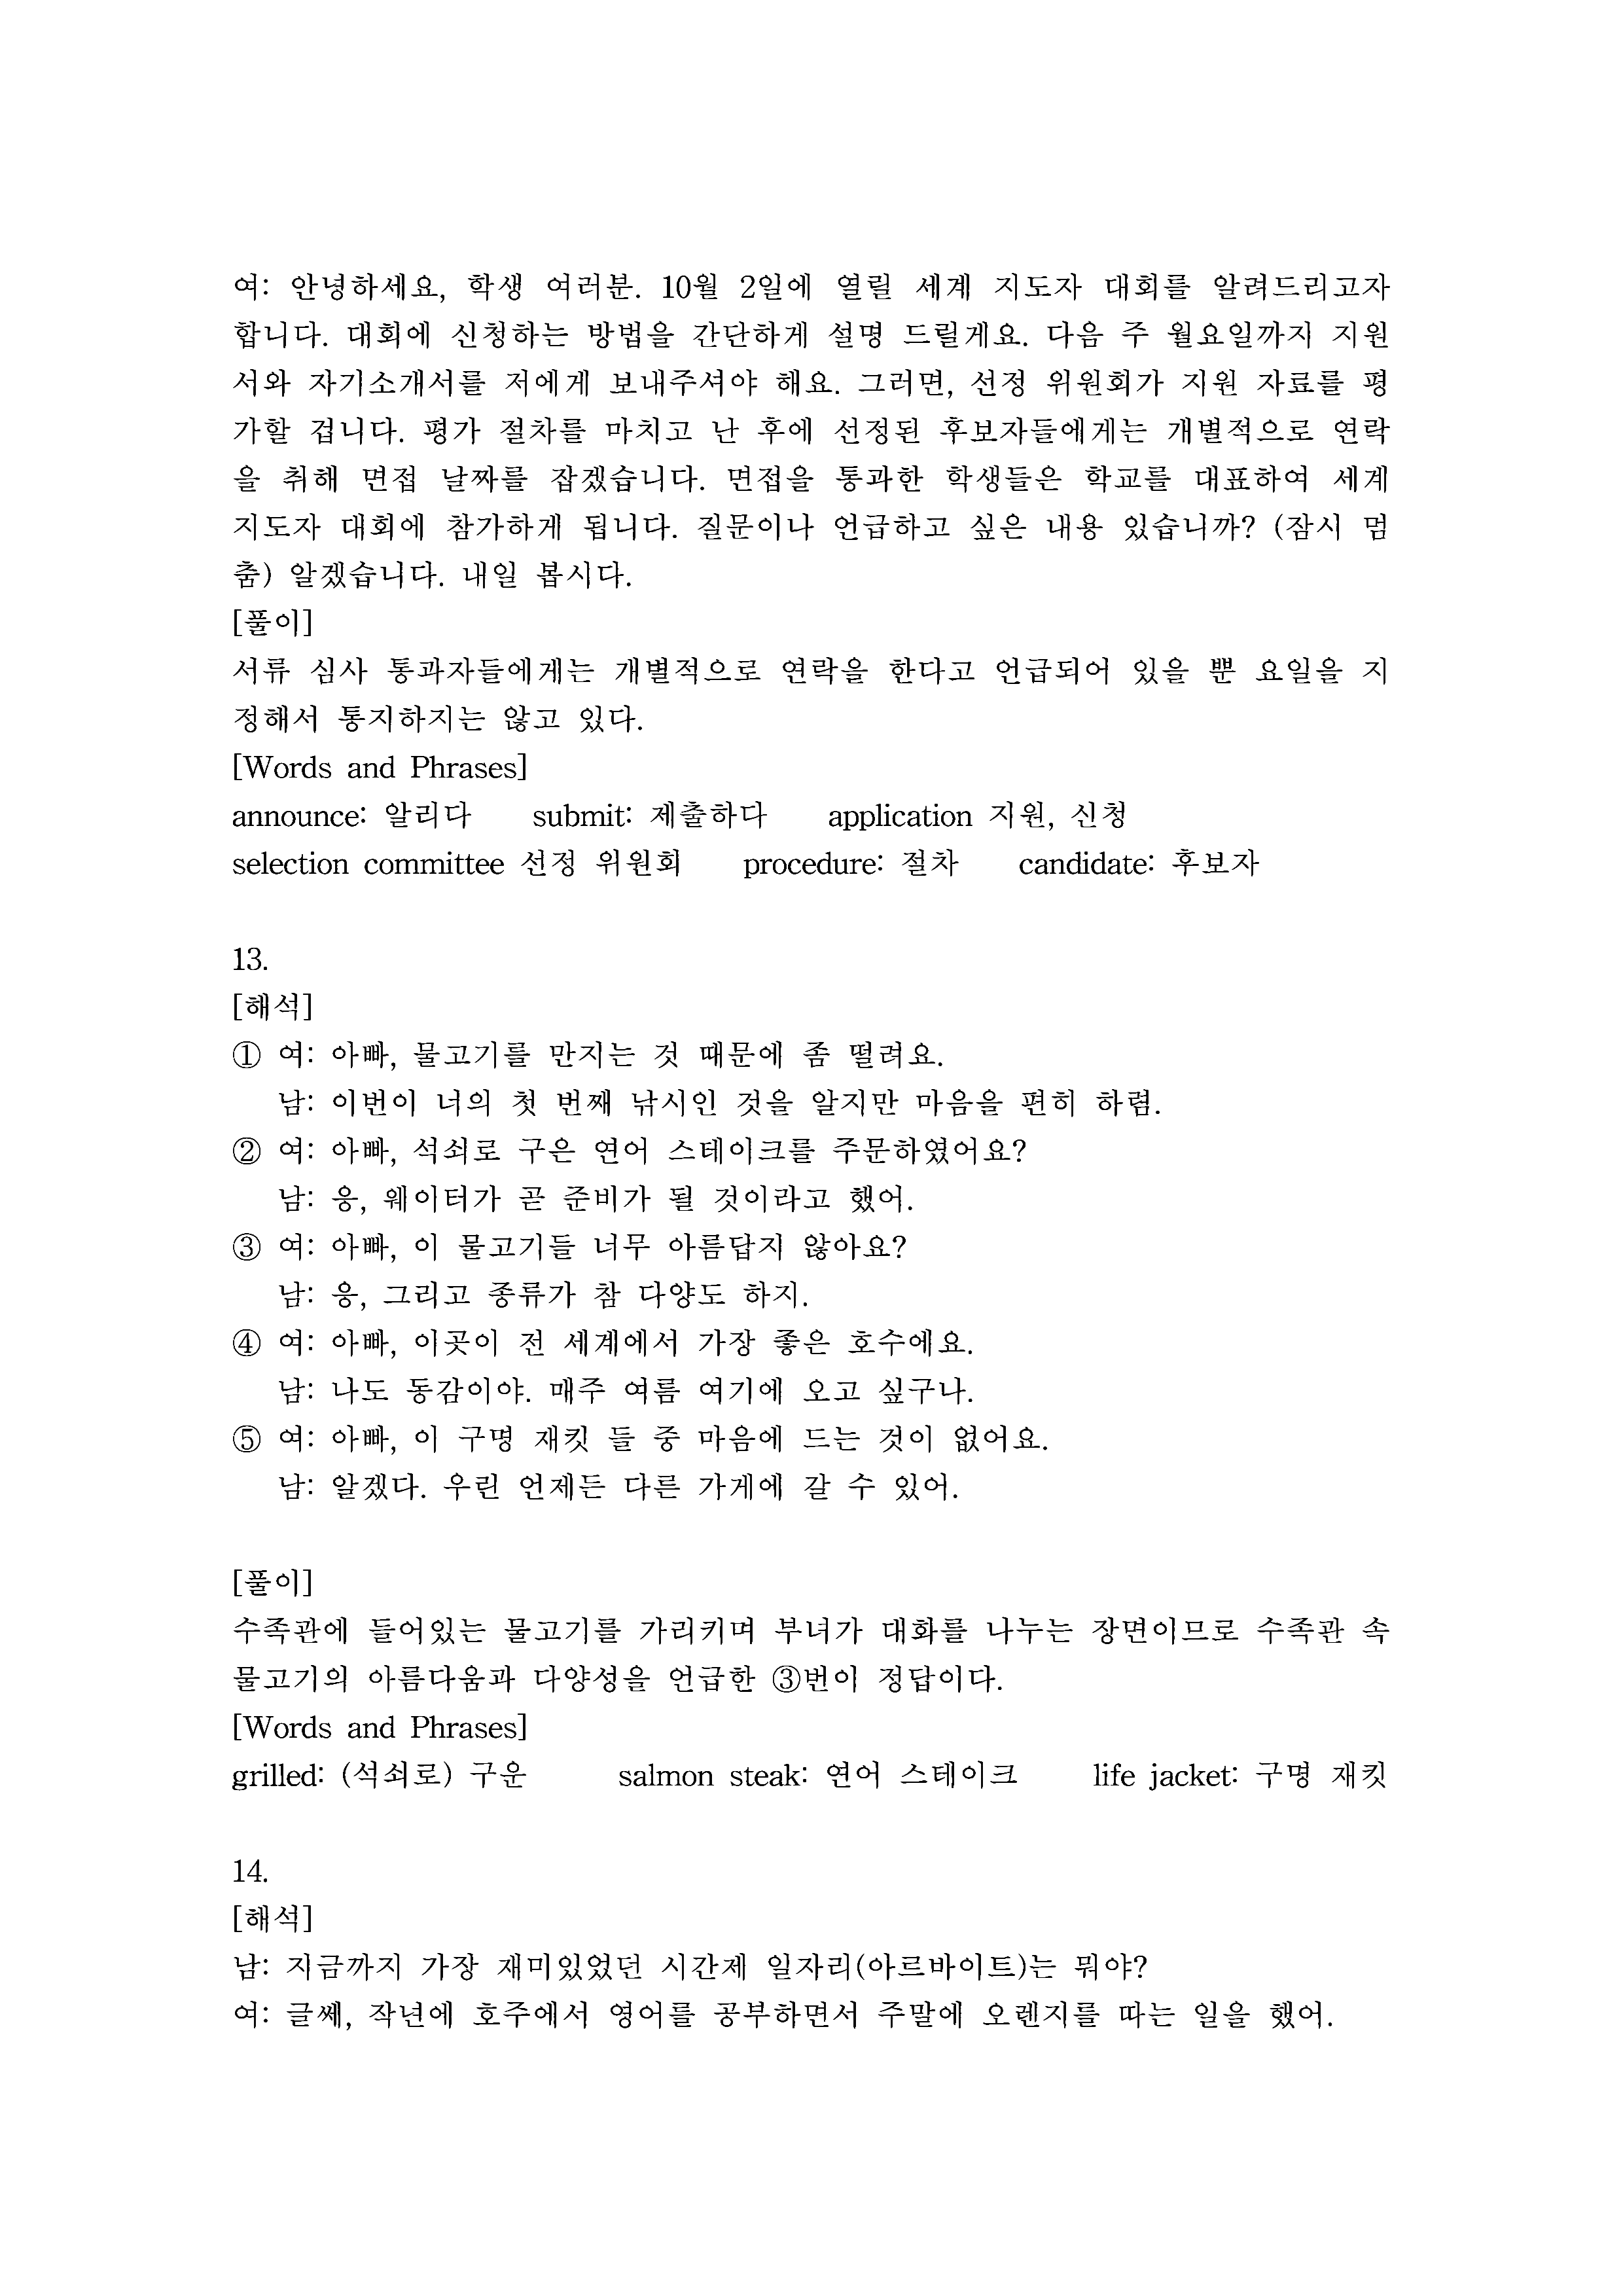 여: 안녕하세요, 학생 여러분. 10월 2일에 열릴 세계 지도자 대회를 알려드리고자
합니다. 대회에 신청하는 방법을 간단하게 설명 드릴게요. 다음 주 월요일까지 지원
서와 자기소개서를 저에게 보내주셔야 해요. 그러면, 선정 위원회가 지원 자료를 평
가할 겁니다. 평가 절차를 마치고 난 후에 선정된 후보자들에게는 개별적으로 연락
을 취해 면접 날짜를 잡겠습니다. 면접을 통과한 학생들은 학교를 대표하여 세계
지도자 대회에 참가하게 됩니다. 질문이나 언급하고 싶은 내용 있습니까? (잠시 멈
춤) 알겠습니다. 내일 봅시다.
[풀이]
서류 심사 통과자들에게는 개별적으로 연락을 한다고 언급되어 있을 뿐 요일을 지
정해서 통지하지는 않고 있다.
[Words and Phrases]
announce: 알리다 submit: 제출하다 application 지원, 신청
selection committee 선정 위원회 procedure: 절차 candidate: 후보자
13.
[해석]
① 여: 아빠, 물고기를 만지는 것 때문에 좀 떨려요.
남: 이번이 너의 첫 번째 낚시인 것을 알지만 마음을 편히 하렴.
② 여: 아빠, 석쇠로 구은 연어 스테이크를 주문하였어요?
남: 응, 웨이터가 곧 준비가 될 것이라고 했어.
③ 여: 아빠, 이 물고기들 너무 아름답지 않아요?
남: 응, 그리고 종류가 참 다양도 하지.
④ 여: 아빠, 이곳이 전 세계에서 가장 좋은 호수에요.
남: 나도 동감이야. 매주 여름 여기에 오고 싶구나.
⑤ 여: 아빠, 이 구명 재킷 들 중 마음에 드는 것이 없어요.
남: 알겠다. 우린 언제든 다른 가게에 갈 수 있어.
[풀이]
수족관에 들어있는 물고기를 가리키며 부녀가 대화를 나누는 장면이므로 수족관 속
물고기의 아름다움과 다양성을 언급한 ③번이 정답이다.
[Words and Phrases]
grilled: (석쇠로) 구운 salmon steak: 연어 스테이크 life jacket: 구명 재킷
14.
[해석]
남: 지금까지 가장 재미있었던 시간제 일자리(아르바이트)는 뭐야?
여: 글쎄, 작년에 호주에서 영어를 공부하면서 주말에 오렌지를 따는 일을 했어.